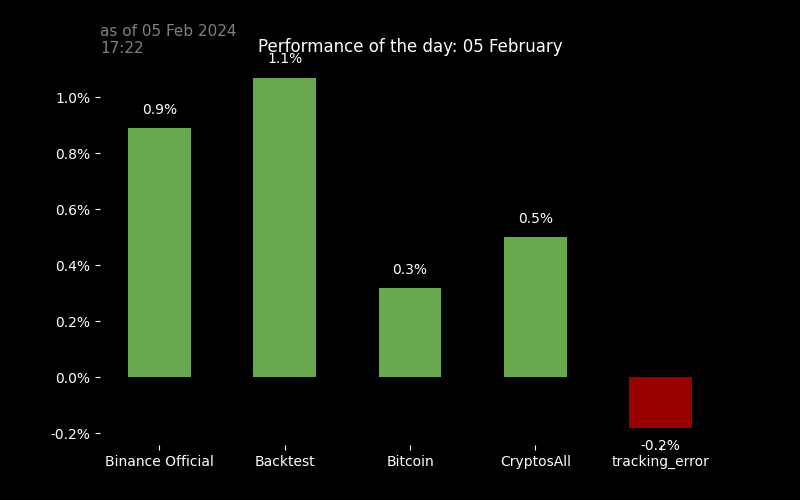 as of 05 Feb 2024
17:22
Performance of the day: 05 February
1.1%
1.0%
0.9%
0.8%
0.6%
0.5%
0.4%
0.3%
0.2%
0.0%
-0.2%
-0.2%
Binance Official
Backtest
Bitcoin
CryptosAll
tracking_error